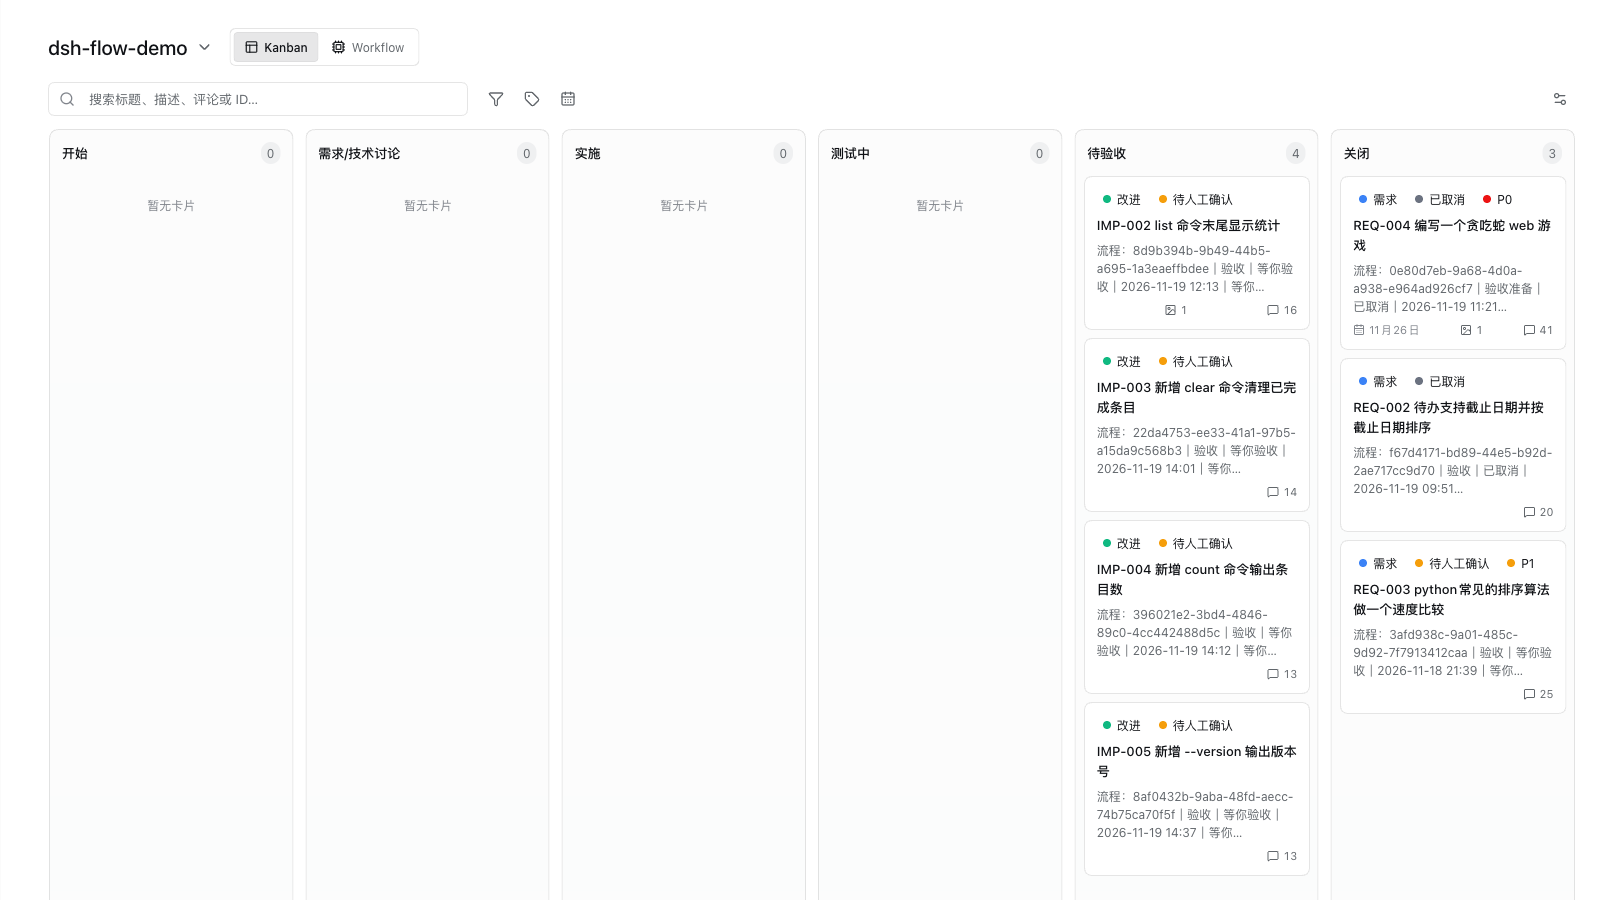 dsh-flow-demo
Kanban
Workflow
搜索标题、描述、评论或 ID...
开始
0
暂无卡片
需求/技术讨论
0
暂无卡片
实施
0
暂无卡片
测试中
0
暂无卡片
待验收
4
改进 待人工确认
IMP-002 list 命令末尾显示统计
流程：8d9b394b-9b49-44b5-
a695-1a3eaeffbdee | 验收 | 等你验
收 | 2026-11-19 12:13 | 等你...
1
16
改进 待人工确认
IMP-003 新增 clear 命令清理已完
成条目
流程：22da4753-ee33-41a1-97b5-
a15da9c568b3 | 验收 | 等你验收 |
2026-11-19 14:01 | 等你...
14
改进 待人工确认
IMP-004 新增 count 命令输出条
目数
流程：396021e2-3bd4-4846-
89c0-4cc442488d5c | 验收 | 等你
验收 | 2026-11-19 14:12 | 等你...
13
改进 待人工确认
IMP-005 新增 --version 输出版本
号
流程：8af0432b-9aba-48fd-aecc-
74b75ca70f5f | 验收 | 等你验收 |
2026-11-19 14:37 | 等你...
13
关闭
3
需求 已取消 P0
REQ-004 编写一个贪吃蛇 web 游
戏
流程：0e80d7eb-9a68-4d0a-
a938-e964ad926cf7 | 验收准备 |
已取消 | 2026-11-19 11:21...
11月26日
1
41
需求 已取消
REQ-002 待办支持截止日期并按
截止日期排序
流程：f67d4171-bd89-44e5-b92d-
2ae717cc9d70 | 验收 | 已取消 |
2026-11-19 09:51...
20
需求 待人工确认 P1
REQ-003 python常见的排序算法
做一个速度比较
流程：3afd938c-9a01-485c-
9d92-7f7913412caa | 验收 | 等你验
收 | 2026-11-18 21:39 | 等你...
25